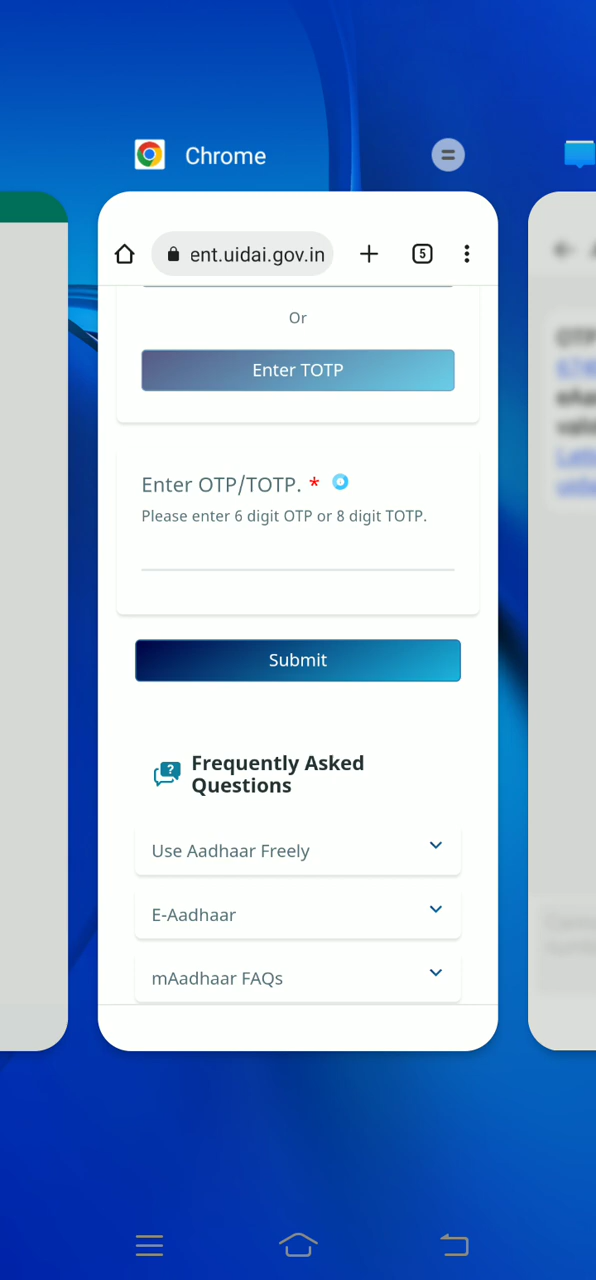 Chrome
ent.uidai.gov.in
5
Or
Enter TOTP
Enter OTP/TOTP. *
Please enter 6 digit OTP or 8 digit TOTP.
Submit
Frequently Asked
Questions
Use Aadhaar Freely
E-Aadhaar
mAadhaar FAQs